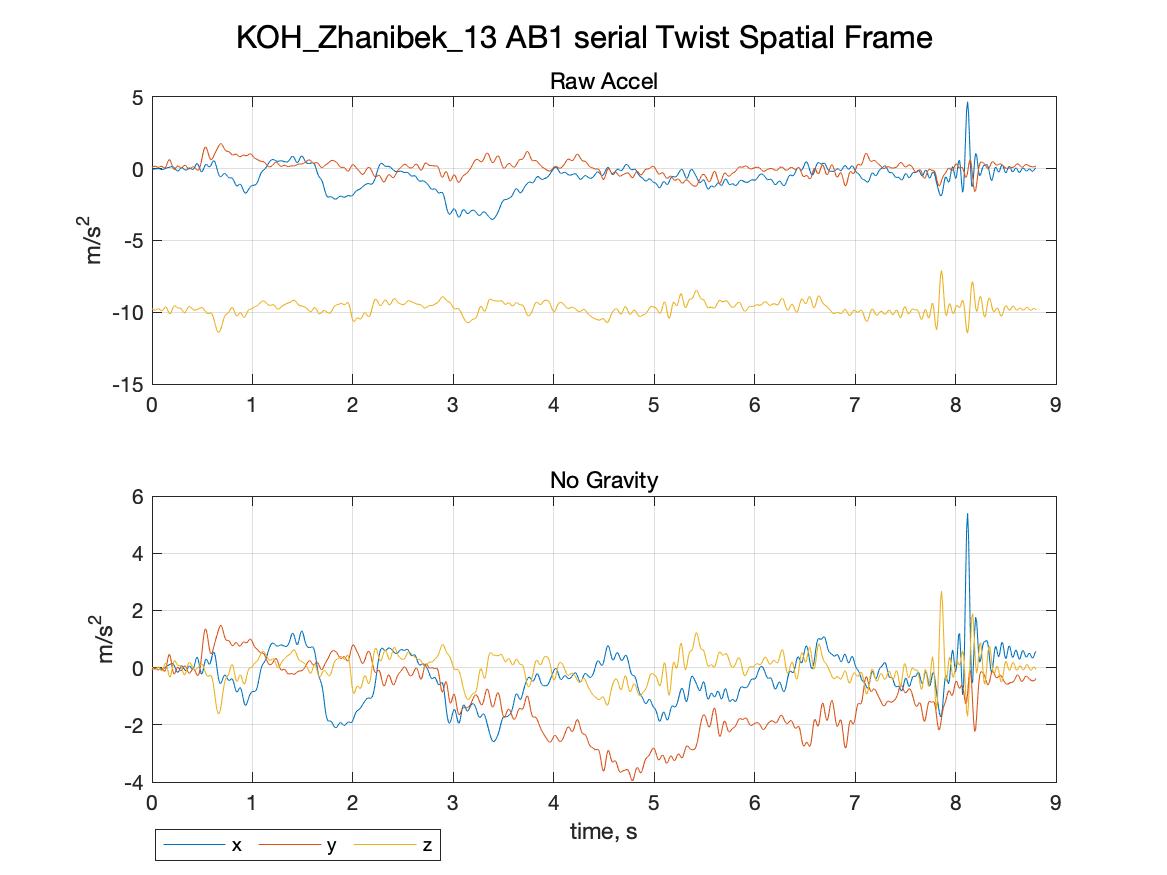 KOH_Zhanibek_13 AB1 serial Twist Spatial Frame
Raw Accel
5
0
-5
-10
-15
m/s2
0 1 2 3 4 5 6 7 8 9
No Gravity
6
4
2
0
-2
-4
m/s2
0 1 2 3 4 5 6 7 8 9
time, s
x y z